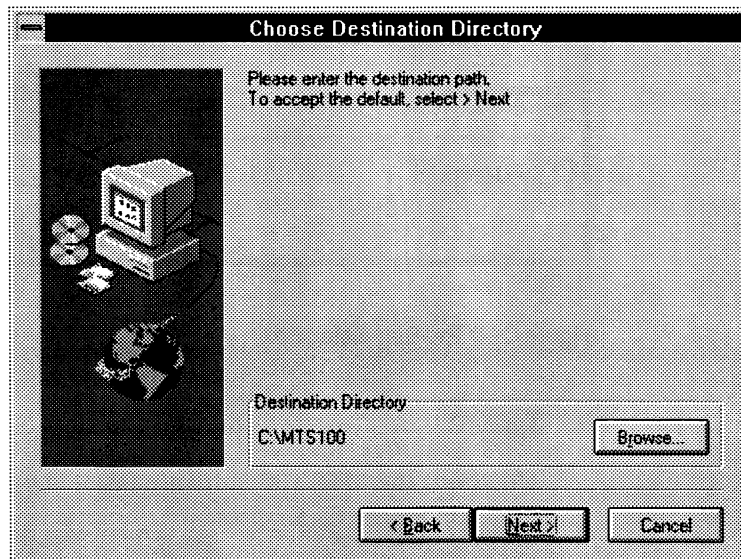 Choose Destination Directory
Please enter the destination path.
To accept the default, select > Next
Destination Directory
C:\MTS100
Browse...
< Back
Next >
Cancel